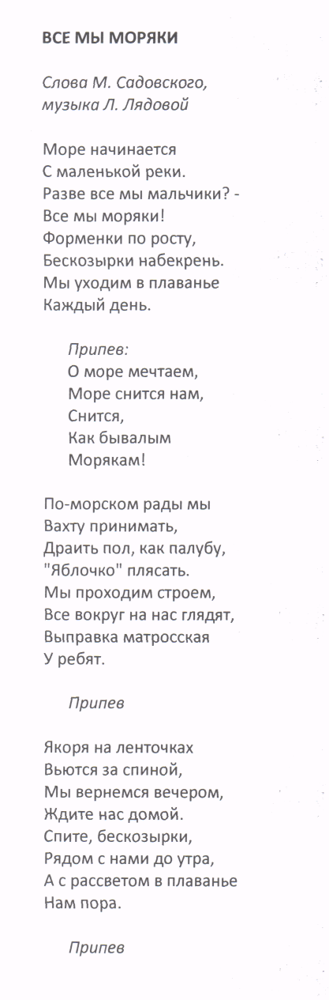 ВСЕ МЫ МОРЯКИ
Слова М. Садовского,
музыка Л. Лядовой
Море начинается
С маленькой реки.
Разве все мы мальчики? -
Все мы моряки!
Форменки по росту,
Бескозырки набекрень.
Мы уходим в плаванье
Каждый день.
Припев:
О море мечтаем,
Море снится нам,
Снится,
Как бывалым
Морякам!
По-морском рады мы
Вахту принимать,
Драить пол, как палубу,
"Яблочко" плясать.
Мы проходим строем,
Все вокруг на нас глядят,
Выправка матросская
У ребят.
Припев
Якоря на ленточках
Вьются за спиной,
Мы вернемся вечером,
Ждите нас домой.
Спите, бескозырки,
Рядом с нами до утра,
А с рассветом в плаванье
Нам пора.
Припев